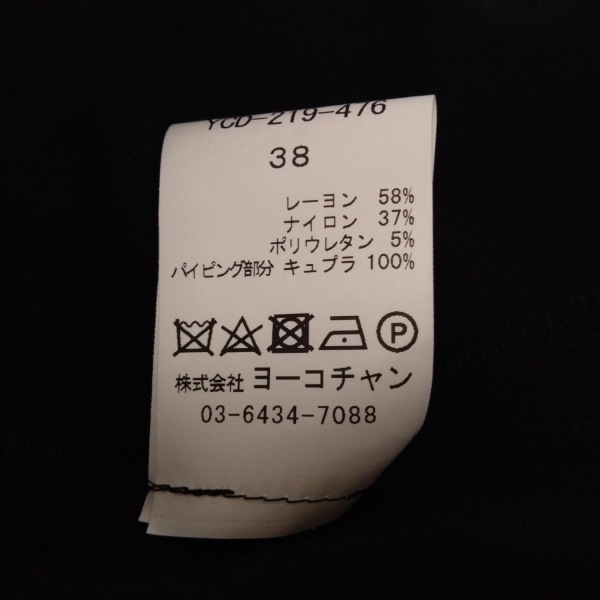 YCD-219-476
38
レーヨン 58%
ナイロン 37%
ポリウレタン 5%
パイピング部分 キュプラ 100%
P
株式会社 ヨーコチャン
03-6434-7088